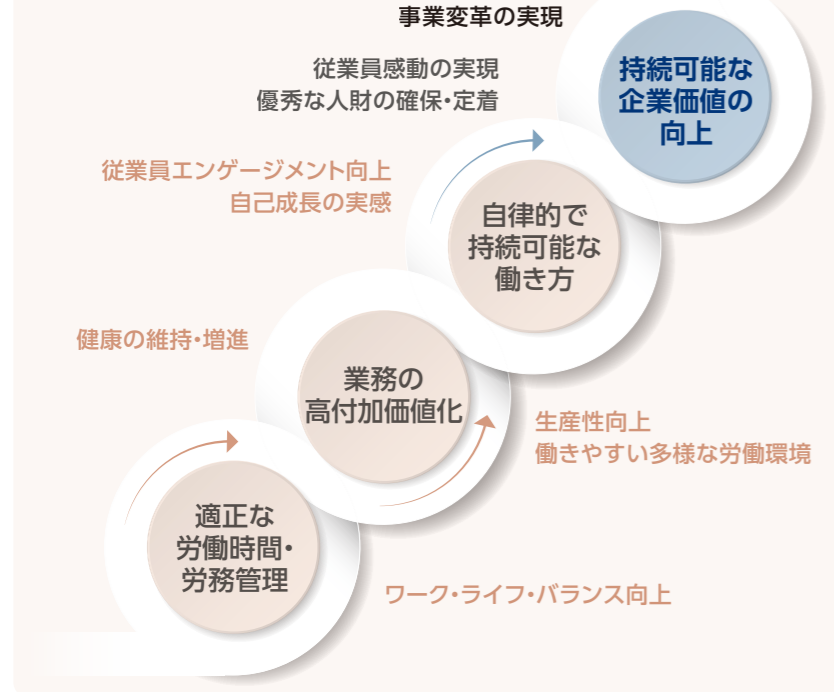 事業変革の実現
従業員感動の実現
優秀な人財の確保・定着
持続可能な
企業価値の
向上
従業員エンゲージメント向上
自己成長の実感
自律的で
持続可能な
働き方
健康の維持・増進
業務の
高付加価値化
生産性向上
働きやすい多様な労働環境
適正な
労働時間・
労務管理
ワーク・ライフ・バランス向上